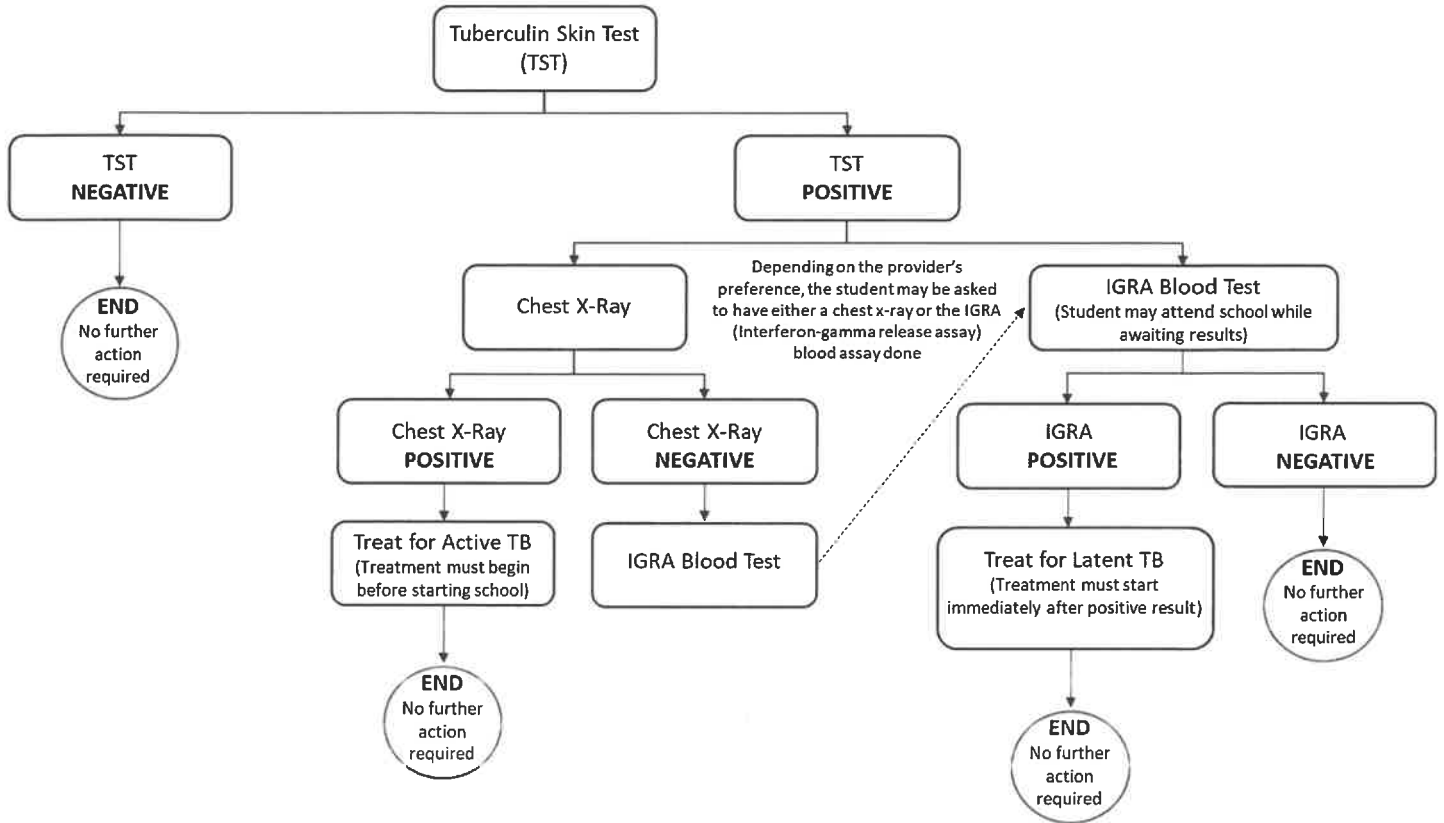 Tuberculin Skin Test
(TST)
TST
NEGATIVE
TST
POSITIVE
END
No further
action
required
Chest X-Ray
Depending on the provider's
preference, the student may be asked
to have either a chest x-ray or the IGRA
(Interferon-gamma release assay)
blood assay done
IGRA Blood Test
(Student may attend school while
awaiting results)
Chest X-Ray
POSITIVE
Chest X-Ray
NEGATIVE
IGRA
POSITIVE
IGRA
NEGATIVE
Treat for Active TB
(Treatment must begin
before starting school)
IGRA Blood Test
Treat for Latent TB
(Treatment must start
immediately after positive result)
END
No further
action
required
END
No further
action
required
END
No further
action
required